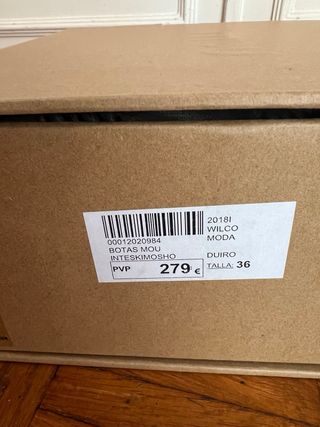 2018I
WILCO
00012020984 MODA
BOTAS MOU
INTESKIMOSHO DUIRO
PVP 279 € TALLA: 36